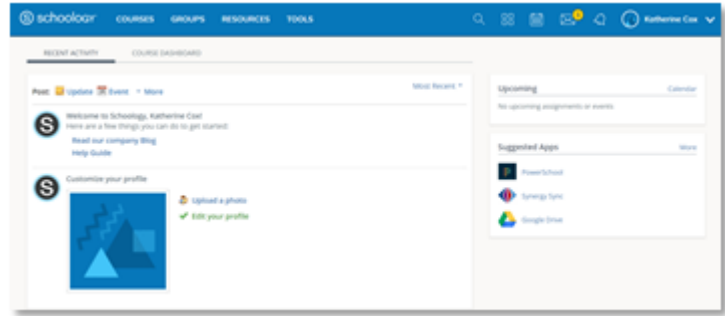 schoology COURSES GROUPS RESOURCES TOOLS Katherine Cox
RECENT ACTIVITY COURSE DASHBOARD
Post: Update Event More Most Recent
Welcome to Schoology, Katherine Cox!
Here are a few things you can do to get started:
Read our company Blog
Help Guide
Customize your profile
Upload a photo
Edit your profile
Upcoming Calendar
No upcoming assignments or events
Suggested Apps More
PowerSchool
Synergy Sync
Google Drive